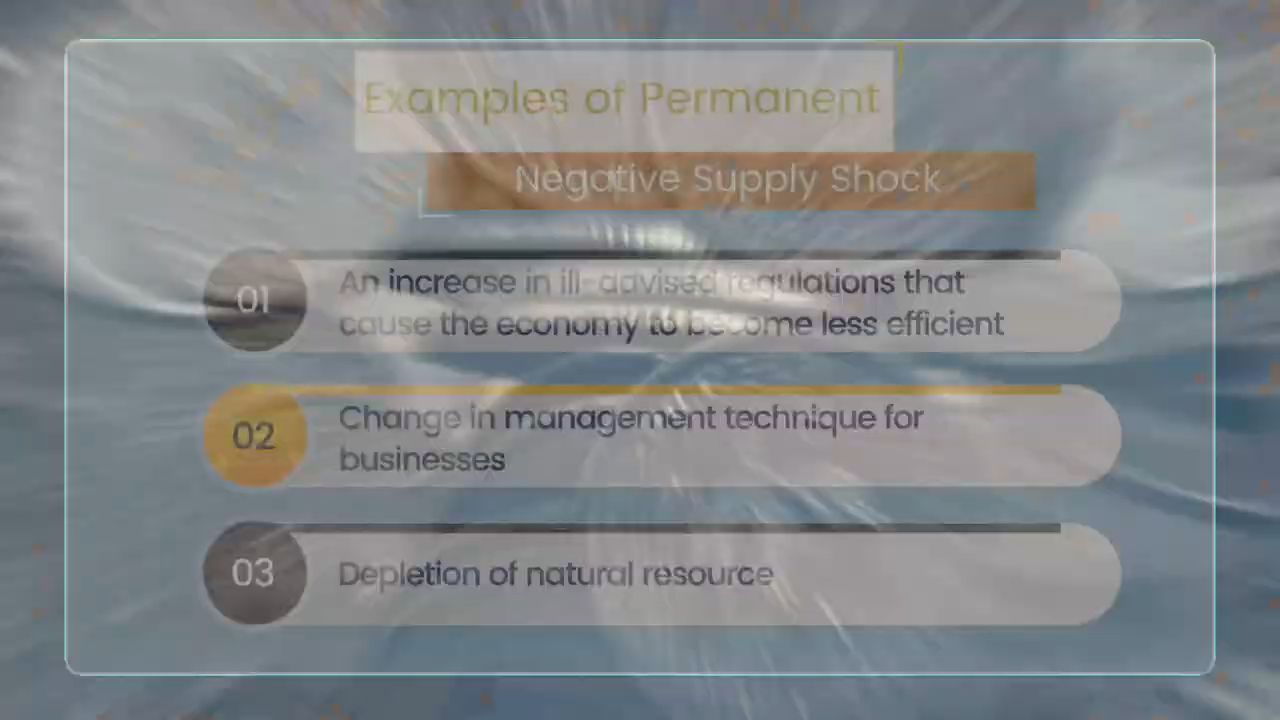 Examples of Permanent
Negative Supply Shock
01
An increase in ill-advised regulations that
cause the economy to become less efficient
02
Change in management technique for
businesses
03
Depletion of natural resource